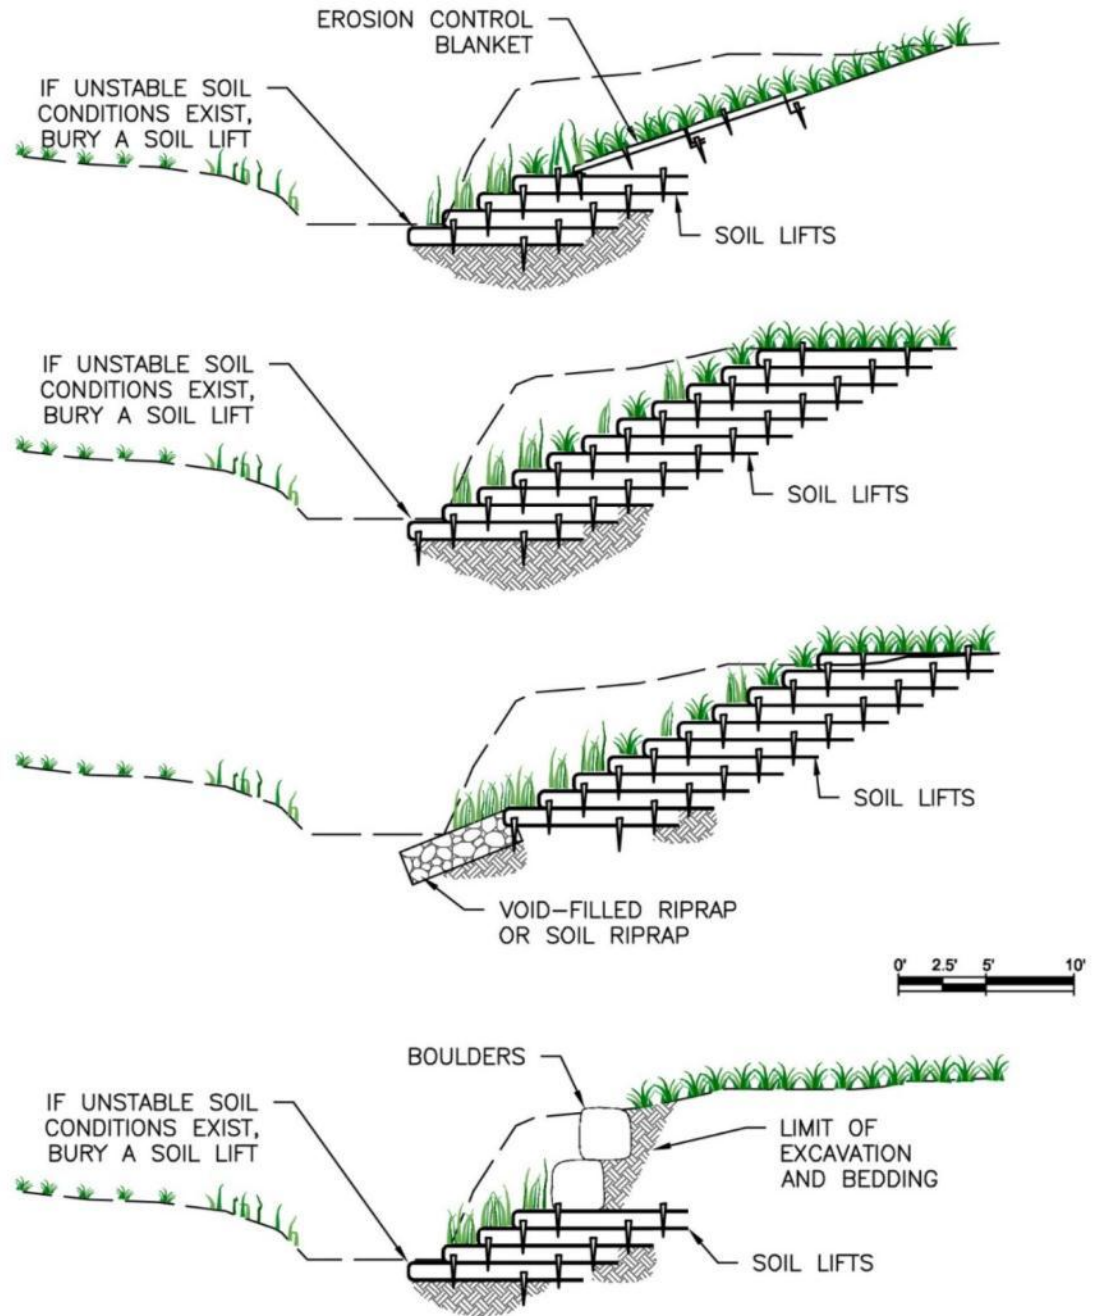 EROSION CONTROL
BLANKET
IF UNSTABLE SOIL
CONDITIONS EXIST,
BURY A SOIL LIFT
SOIL LIFTS
IF UNSTABLE SOIL
CONDITIONS EXIST,
BURY A SOIL LIFT
SOIL LIFTS
SOIL LIFTS
VOID-FILLED RIPRAP
OR SOIL RIPRAP
0' 2.5' 5' 10'
BOULDERS
IF UNSTABLE SOIL
CONDITIONS EXIST,
BURY A SOIL LIFT
LIMIT OF
EXCAVATION
AND BEDDING
SOIL LIFTS